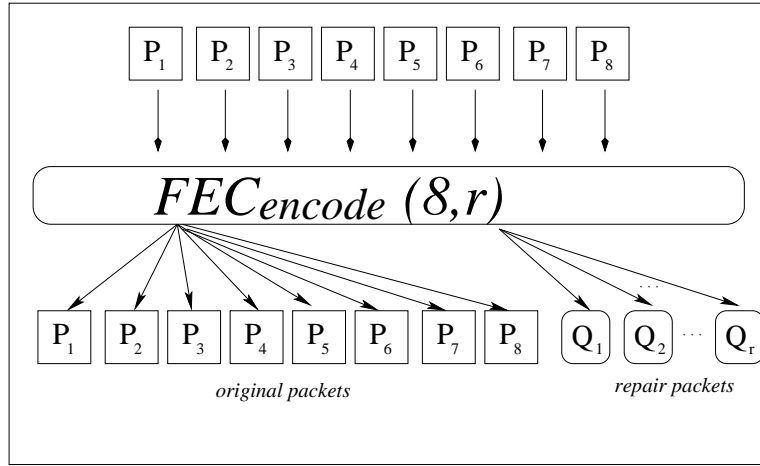 P1 P2 P3 P4 P5 P6 P7 P8
FECencode (8,r)
...
P1 P2 P3 P4 P5 P6 P7 P8 Q1 Q2 ... Qr
original packets repair packets